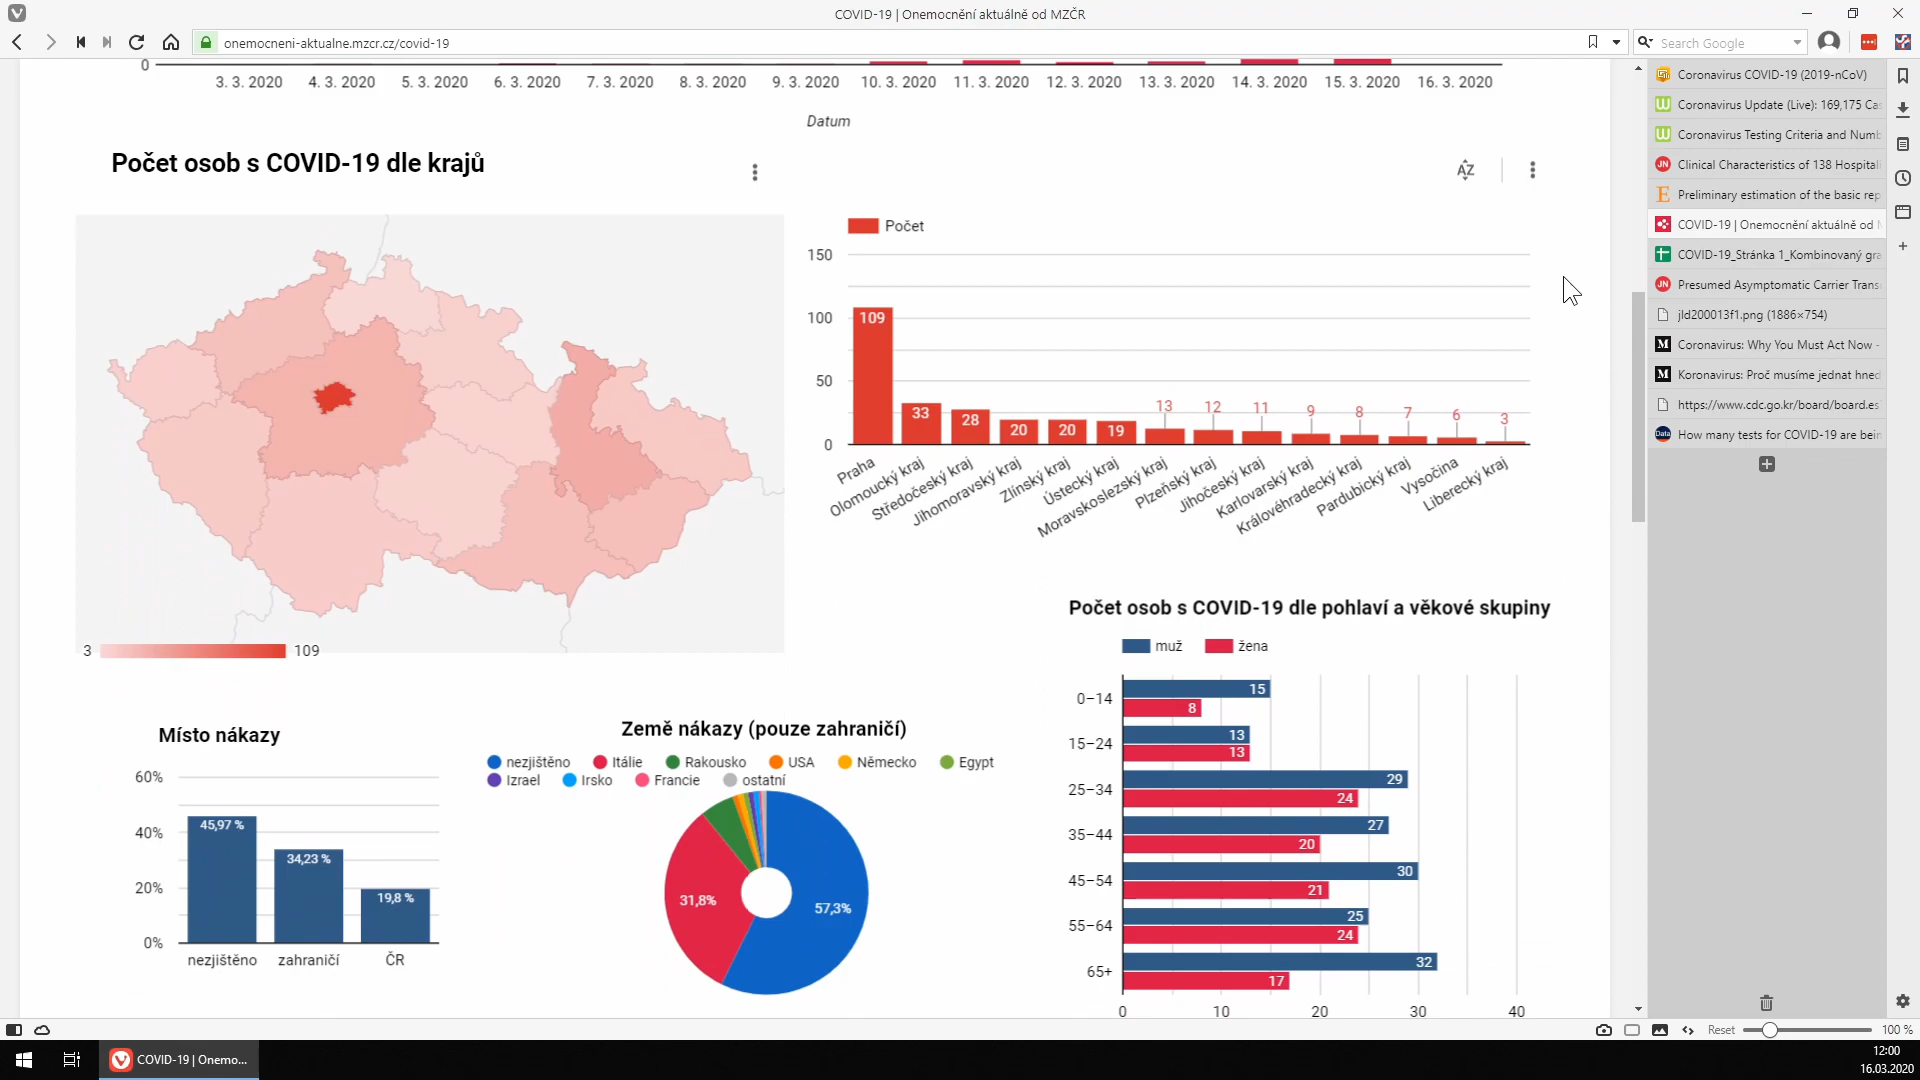 COVID-19 | Onemocnění aktuálně od MZČR
onemocneni-aktualne.mzcr.cz/covid-19
Search Google
0
3. 3. 2020 4. 3. 2020 5. 3. 2020 6. 3. 2020 7. 3. 2020 8. 3. 2020 9. 3. 2020 10. 3. 2020 11. 3. 2020 12. 3. 2020 13. 3. 2020 14. 3. 2020 15. 3. 2020 16. 3. 2020
Datum
Počet osob s COVID-19 dle krajů
AZ
3 109
Počet
150
100
50
0
109 33 28 20 20 19 13 12 11 9 8 7 6 3
Praha
Olomoucký kraj
Středočeský kraj
Jihomoravský kraj
Zlínský kraj
Ústecký kraj
Moravskoslezský kraj
Plzeňský kraj
Jihočeský kraj
Karlovarský kraj
Královéhradecký kraj
Pardubický kraj
Vysočina
Liberecký kraj
Místo nákazy
60%
40%
20%
0%
45,97 %
34,23 %
19,8 %
nezjištěno zahraničí ČR
Země nákazy (pouze zahraničí)
nezjištěno Itálie Rakousko USA Německo Egypt
Izrael Irsko Francie ostatní
31,8%
57,3%
Počet osob s COVID-19 dle pohlaví a věkové skupiny
muž žena
0–14 15 8
15–24 13 13
25–34 29 24
35–44 27 20
45–54 30 21
55–64 25 24
65+ 32 17
0 10 20 30 40
Coronavirus COVID-19 (2019-nCoV)
Coronavirus Update (Live): 169,175 Ca
Coronavirus Testing Criteria and Numb
Clinical Characteristics of 138 Hospital
Preliminary estimation of the basic rep
COVID-19 | Onemocnění aktuálně od
COVID-19_Stránka 1_Kombinovaný gra
Presumed Asymptomatic Carrier Trans
jld200013f1.png (1886×754)
Coronavirus: Why You Must Act Now -
Koronavirus: Proč musíme jednat hned
https://www.cdc.go.kr/board/board.es
How many tests for COVID-19 are bein
Reset 100 %
COVID-19 | Onemo...
12:00
16.03.2020